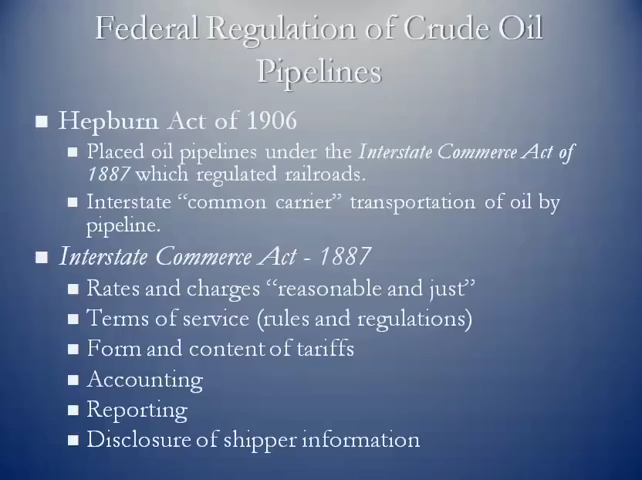 Federal Regulation of Crude Oil
Pipelines
Hepburn Act of 1906
Placed oil pipelines under the Interstate Commerce Act of
1887 which regulated railroads.
Interstate “common carrier” transportation of oil by
pipeline.
Interstate Commerce Act - 1887
Rates and charges “reasonable and just”
Terms of service (rules and regulations)
Form and content of tariffs
Accounting
Reporting
Disclosure of shipper information